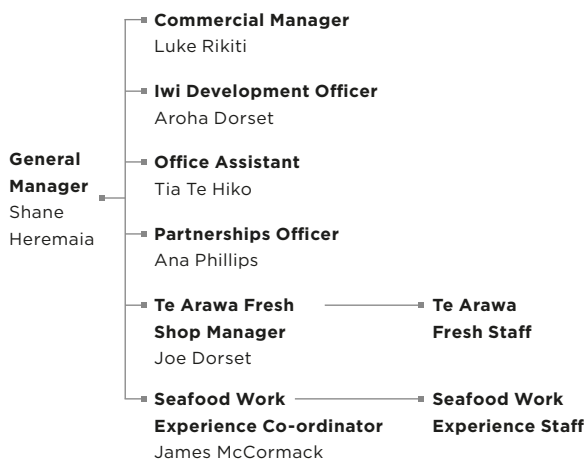 General
Manager
Shane
Heremaia
Commercial Manager
Luke Rikiti
Iwi Development Officer
Aroha Dorset
Office Assistant
Tia Te Hiko
Partnerships Officer
Ana Phillips
Te Arawa Fresh
Shop Manager
Joe Dorset
Te Arawa
Fresh Staff
Seafood Work
Experience Co-ordinator
James McCormack
Seafood Work
Experience Staff